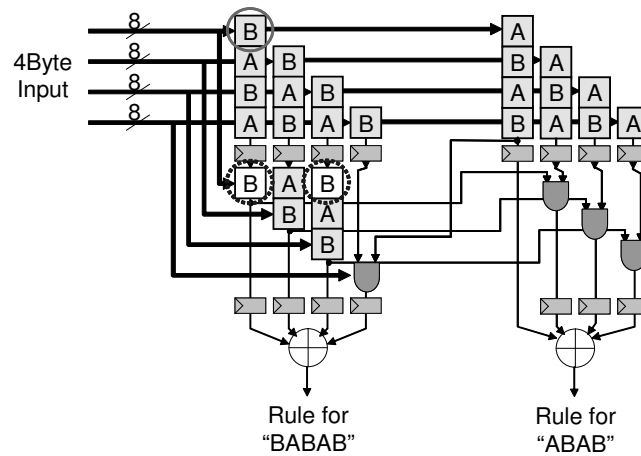 8 B A
4Byte 8 A B B A
Input 8 B A B A B A
8 A B A B B A B A
B A B
B A
B
Rule for
“BABAB”
Rule for
“ABAB”